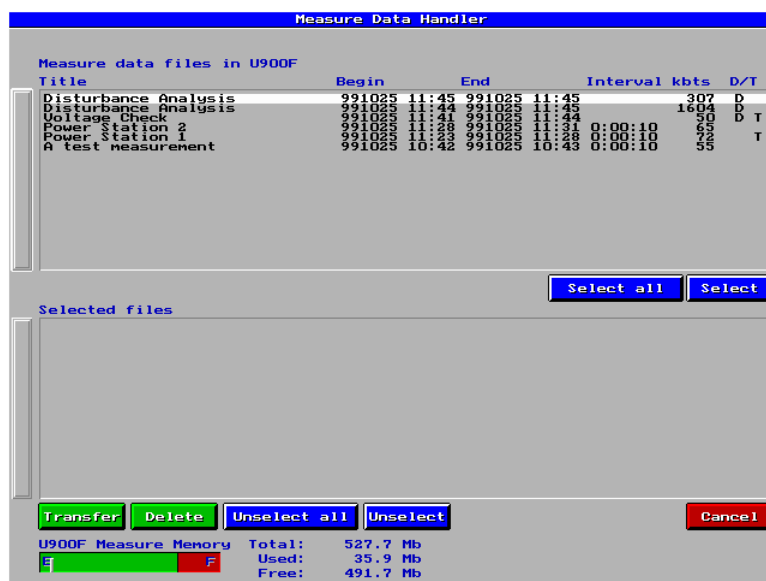 Measure Data Handler
Measure data files in U900F
Title Begin End Interval kbts D/T
Disturbance Analysis 991025 11:45 991025 11:45 307 D
Disturbance Analysis 991025 11:44 991025 11:45 1604 D
Voltage Check 991025 11:41 991025 11:44 50 D T
Power Station 2 991025 11:28 991025 11:31 0:00:10 65
Power Station 1 991025 11:23 991025 11:28 0:00:10 72 T
A test measurement 991025 10:42 991025 10:43 0:00:10 55
Select all Select
Selected files
Transfer Delete Unselect all Unselect Cancel
U900F Measure Memory Total: 527.7 Mb
E F Used: 35.9 Mb
Free: 491.7 Mb